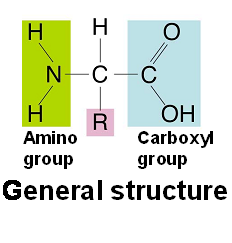 H H O
N C C
H R OH
Amino Carboxyl
group group
General structure